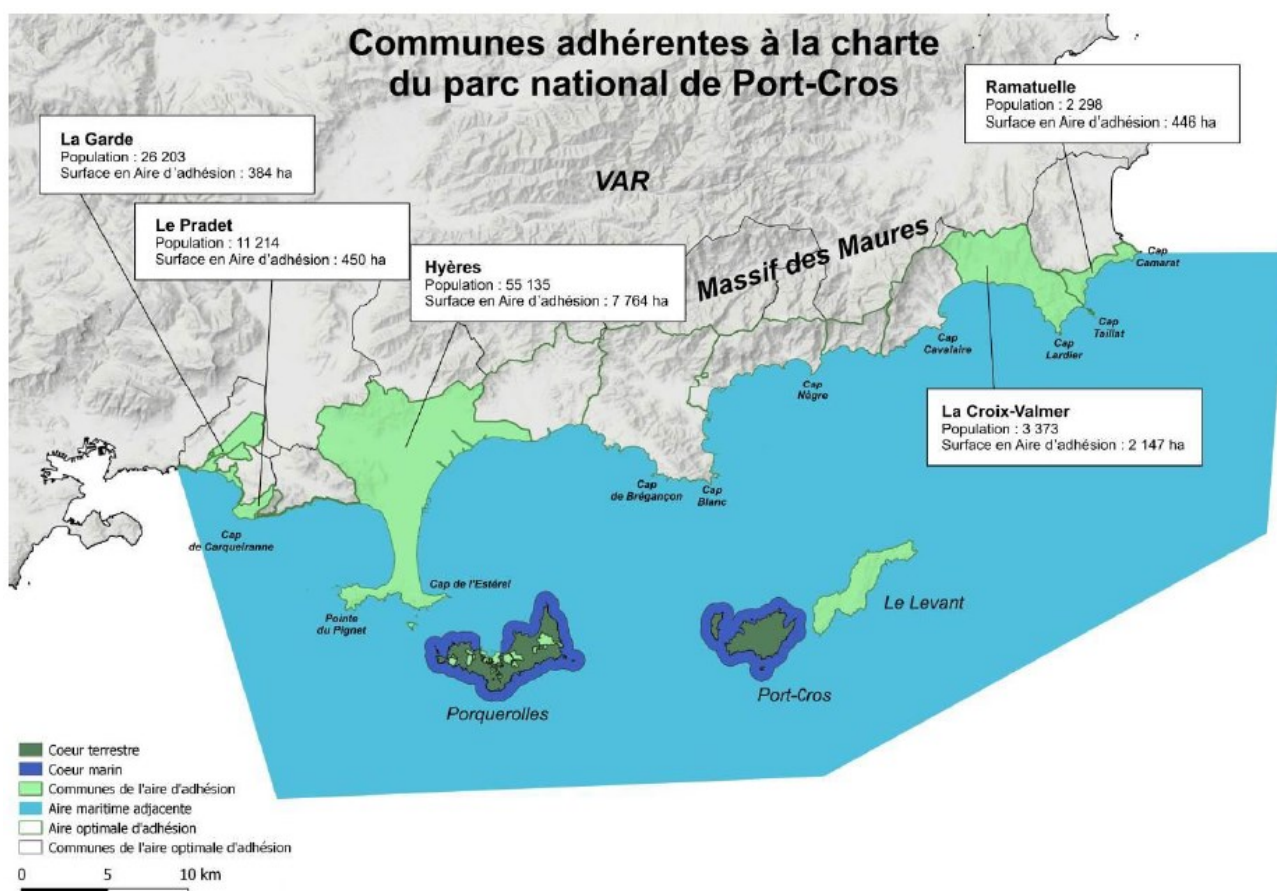 Communes adhérentes à la charte
du parc national de Port-Cros
Ramatuelle
Population : 2 298
Surface en Aire d'adhésion : 446 ha
La Garde
Population : 26 203
Surface en Aire d'adhésion : 384 ha
VAR
Le Pradet
Population : 11 214
Surface en Aire d'adhésion : 450 ha
Hyères
Population : 55 135
Surface en Aire d'adhésion : 7 764 ha
Massif des Maures
Cap
Camarat
Cap
Taillat
Cap
Lardier
Cap
Cavalaire
Cap
Nègre
La Croix-Valmer
Population : 3 373
Surface en Aire d'adhésion : 2 147 ha
Cap
de Brégançon
Cap
Blanc
Cap
de Carqueiranne
Cap de l'Estérel
Pointe
du Pignet
Le Levant
Port-Cros
Porquerolles
Coeur terrestre
Coeur marin
Communes de l'aire d'adhésion
Aire maritime adjacente
Aire optimale d'adhésion
Communes de l'aire optimale d'adhésion
0 5 10 km